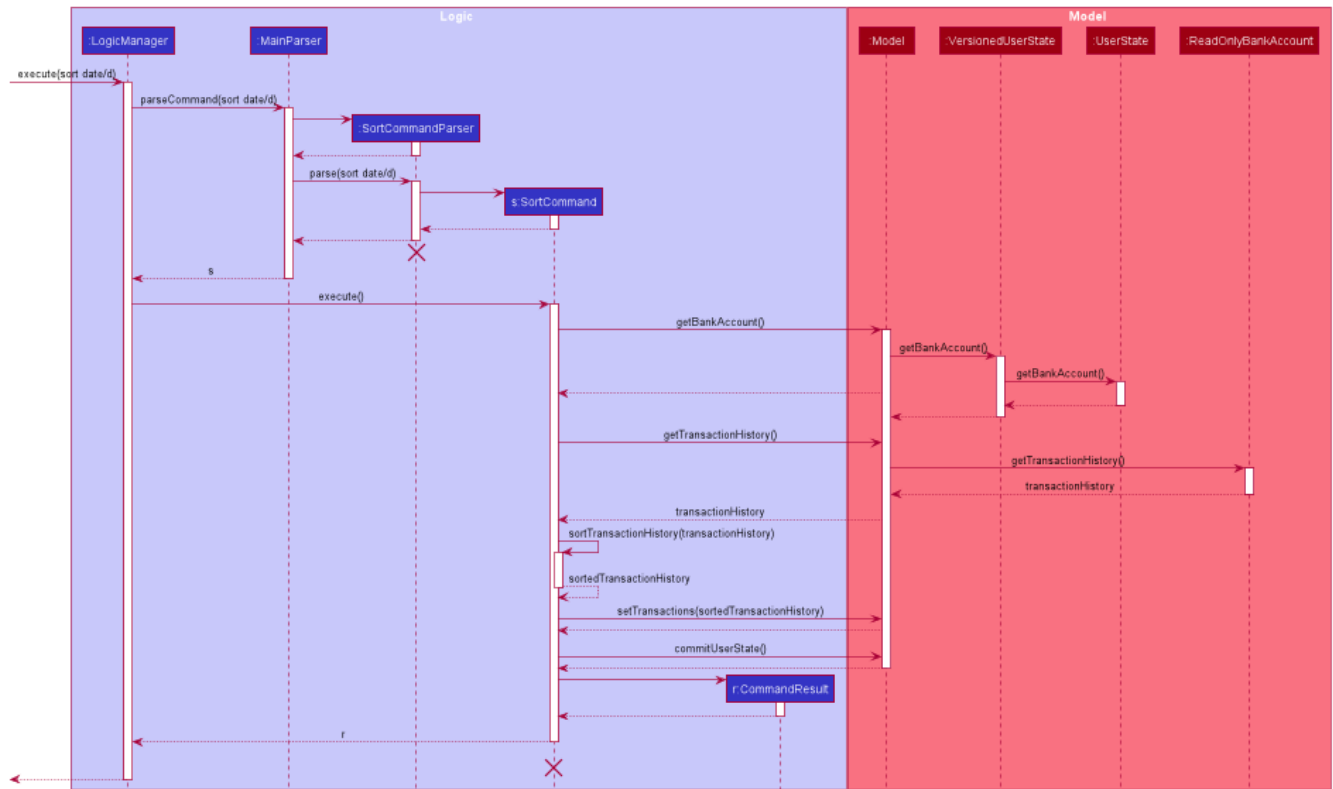 Logic
Model
:LogicManager
:MainParser
:Model
:VersionedUserState
:UserState
:ReadOnlyBankAccount
execute(sort date/d)
parseCommand(sort date/d)
:SortCommandParser
parse(sort date/d)
s:SortCommand
s
execute()
getBankAccount()
getBankAccount()
getBankAccount()
getTransactionHistory()
getTransactionHistory()
transactionHistory
transactionHistory
sortTransactionHistory(transactionHistory)
sortedTransactionHistory
setTransactions(sortedTransactionHistory)
commitUserState()
r:CommandResult
r